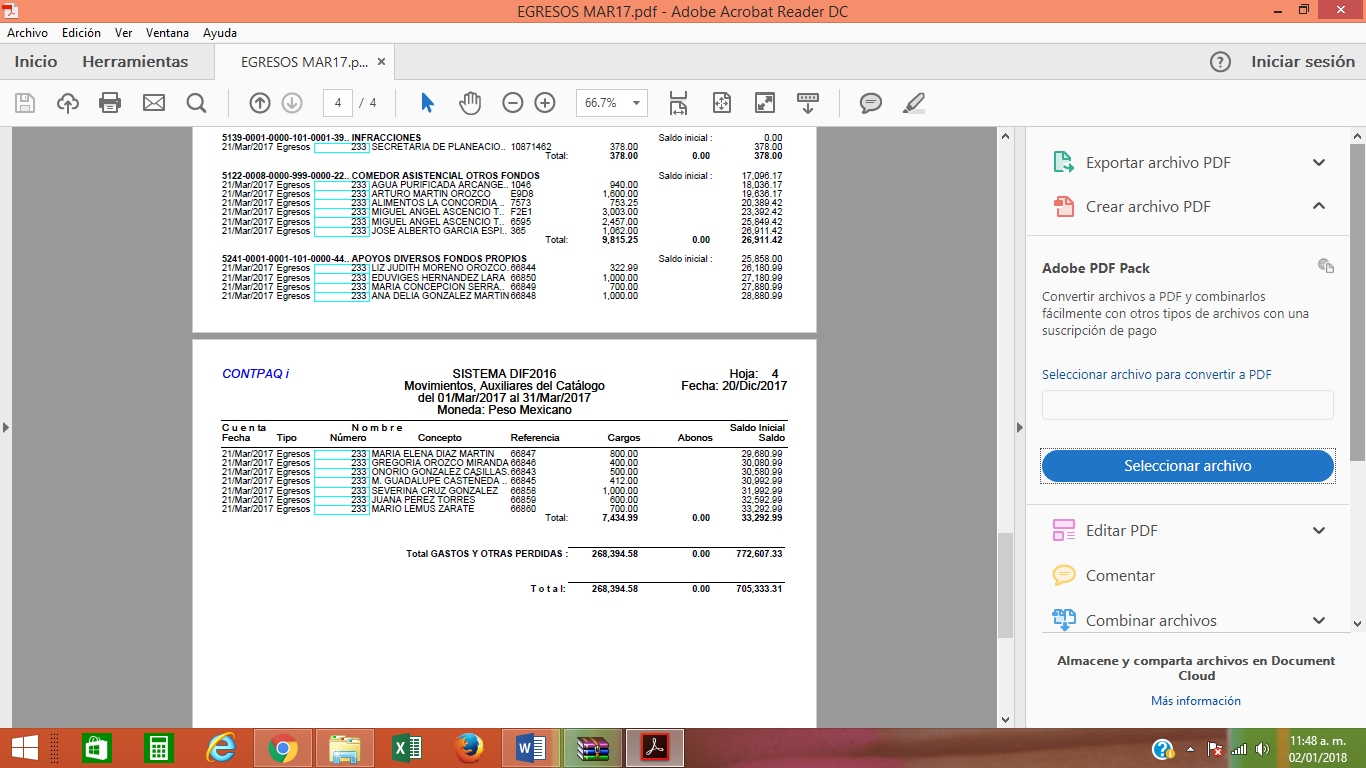 EGRESOS MAR17.pdf - Adobe Acrobat Reader DC
Archivo Edición Ver Ventana Ayuda
Inicio Herramientas EGRESOS MAR17.p... × Iniciar sesión
4 / 4 66.7%
5139-0001-0000-101-0001-39.. INFRACCIONES Saldo inicial : 0.00
21/Mar/2017 Egresos 233 SECRETARIA DE PLANEACIO.. 10871462 378.00 378.00
Total: 378.00 0.00 378.00
5122-0008-0000-999-0000-22.. COMEDOR ASISTENCIAL OTROS FONDOS Saldo inicial : 17,096.17
21/Mar/2017 Egresos 233 AGUA PURIFICADA ARCANGE.. 1046 940.00 18,036.17
21/Mar/2017 Egresos 233 ARTURO MARTIN OROZCO E9D8 1,600.00 19,636.17
21/Mar/2017 Egresos 233 ALIMENTOS LA CONCORDIA .. 7573 753.25 20,389.42
21/Mar/2017 Egresos 233 MIGUEL ANGEL ASCENCIO T.. F2E1 3,003.00 23,392.42
21/Mar/2017 Egresos 233 MIGUEL ANGEL ASCENCIO T.. 6595 2,457.00 25,849.42
21/Mar/2017 Egresos 233 JOSE ALBERTO GARCIA ESPI.. 365 1,062.00 26,911.42
Total: 9,815.25 0.00 26,911.42
5241-0001-0001-101-0000-44.. APOYOS DIVERSOS FONDOS PROPIOS Saldo inicial : 25,858.00
21/Mar/2017 Egresos 233 LIZ JUDITH MORENO OROZCO. 66844 322.99 26,180.99
21/Mar/2017 Egresos 233 EDUVIGES HERNANDEZ LARA 66850 1,000.00 27,180.99
21/Mar/2017 Egresos 233 MARIA CONCEPCION SERRA.. 66849 700.00 27,880.99
21/Mar/2017 Egresos 233 ANA DELIA GONZALEZ MARTIN 66848 1,000.00 28,880.99
CONTPAQ i SISTEMA DIF2016 Hoja: 4
Movimientos, Auxiliares del Catálogo Fecha: 20/Dic/2017
del 01/Mar/2017 al 31/Mar/2017
Moneda: Peso Mexicano
C u e n t a N o m b r e Saldo Inicial
Fecha Tipo Número Concepto Referencia Cargos Abonos Saldo
21/Mar/2017 Egresos 233 MARIA ELENA DIAZ MARTIN 66847 800.00 29,680.99
21/Mar/2017 Egresos 233 GREGORIA OROZCO MIRANDA 66846 400.00 30,080.99
21/Mar/2017 Egresos 233 ONORIO GONZALEZ CASILLAS. 66843 500.00 30,580.99
21/Mar/2017 Egresos 233 M. GUADALUPE CASTEÑEDA .. 66845 412.00 30,992.99
21/Mar/2017 Egresos 233 SEVERINA CRUZ GONZALEZ 66858 1,000.00 31,992.99
21/Mar/2017 Egresos 233 JUANA PEREZ TORRES 66859 600.00 32,592.99
21/Mar/2017 Egresos 233 MARIO LEMUS ZARATE 66860 700.00 33,292.99
Total: 7,434.99 0.00 33,292.99
Total GASTOS Y OTRAS PERDIDAS : 268,394.58 0.00 772,607.33
T o t a l: 268,394.58 0.00 705,333.31
Exportar archivo PDF
Crear archivo PDF
Adobe PDF Pack
Convertir archivos a PDF y combinarlos
fácilmente con otros tipos de archivos con una
suscripción de pago
Seleccionar archivo para convertir a PDF
Seleccionar archivo
Editar PDF
Comentar
Combinar archivos
Almacene y comparta archivos en Document
Cloud
Más información
11:48 a. m.
02/01/2018